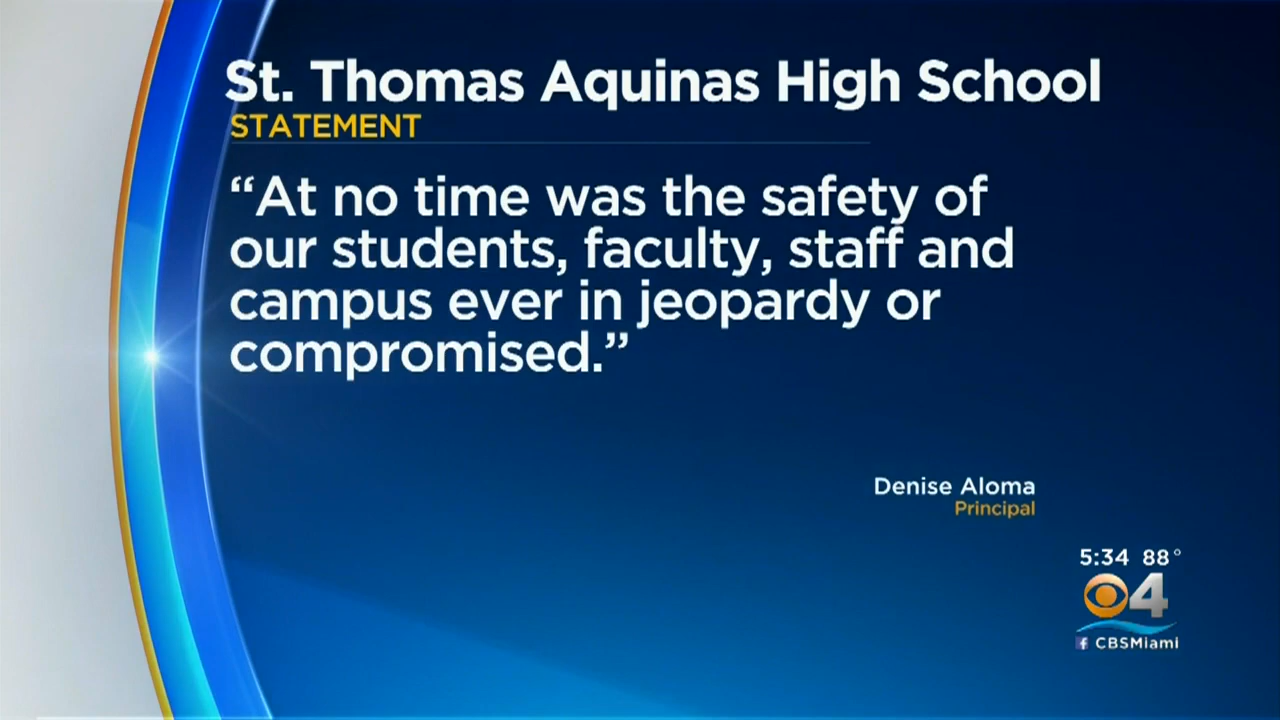 St. Thomas Aquinas High School
STATEMENT
“At no time was the safety of
our students, faculty, staff and
campus ever in jeopardy or
compromised.”
Denise Aloma
Principal
5:34 88°
4
f CBSMiami